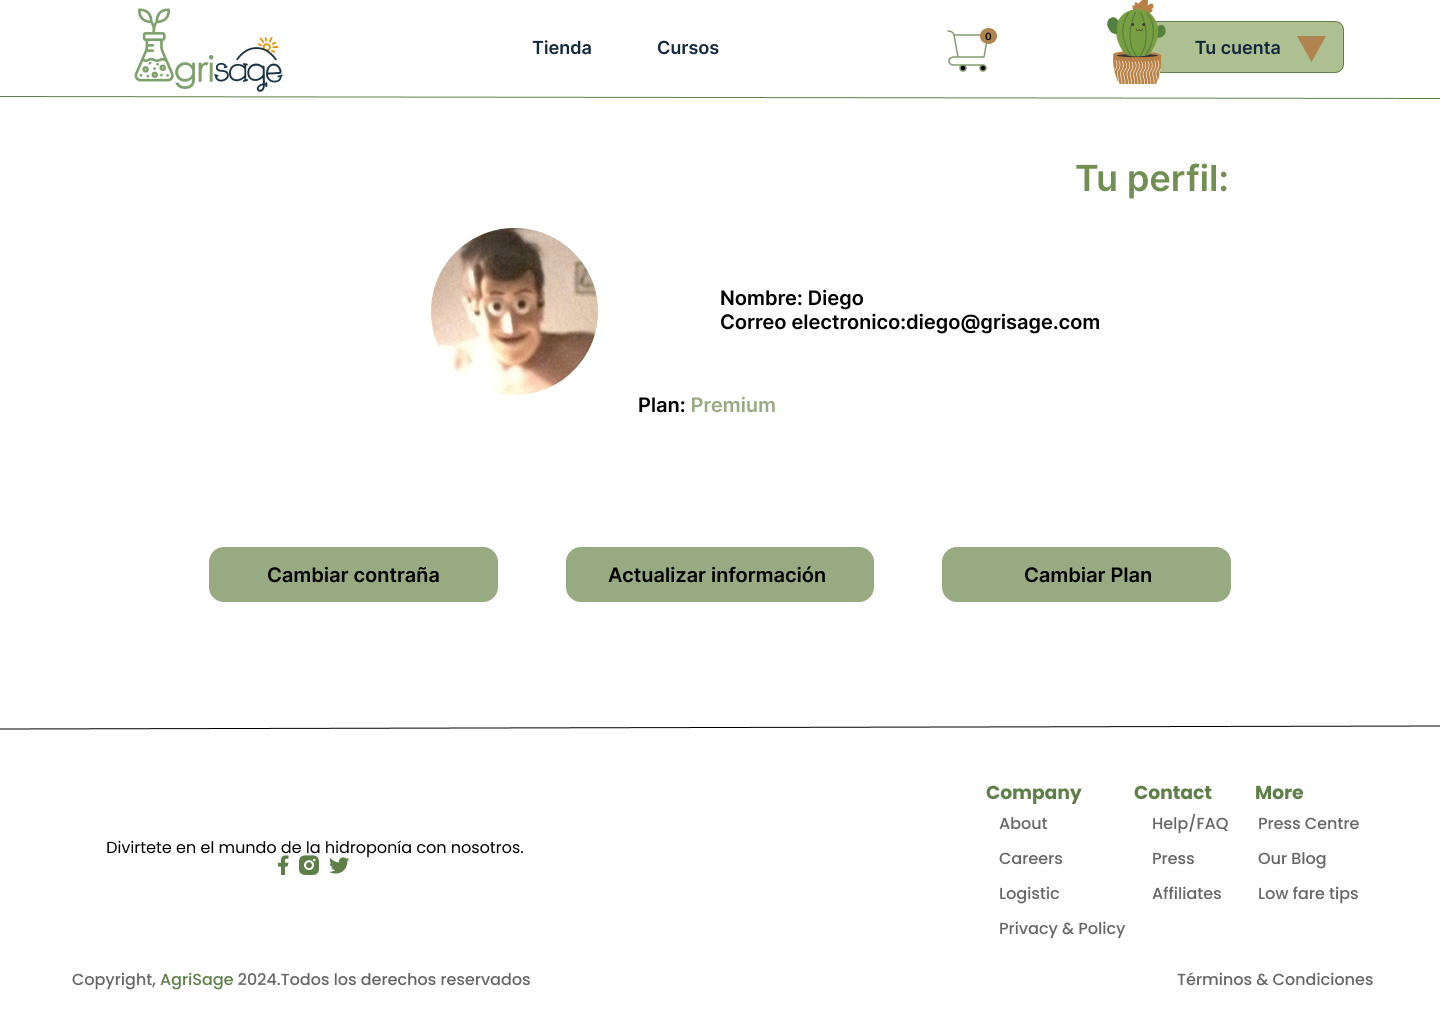 Agrisage
Tienda
Cursos
0
Tu cuenta
Tu perfil:
Nombre: Diego
Correo electronico:diego@grisage.com
Plan: Premium
Cambiar contraña
Actualizar información
Cambiar Plan
Divirtete en el mundo de la hidroponía con nosotros.
Company
About
Careers
Logistic
Privacy & Policy
Contact
Help/FAQ
Press
Affiliates
More
Press Centre
Our Blog
Low fare tips
Copyright, AgriSage 2024.Todos los derechos reservados
Términos & Condiciones